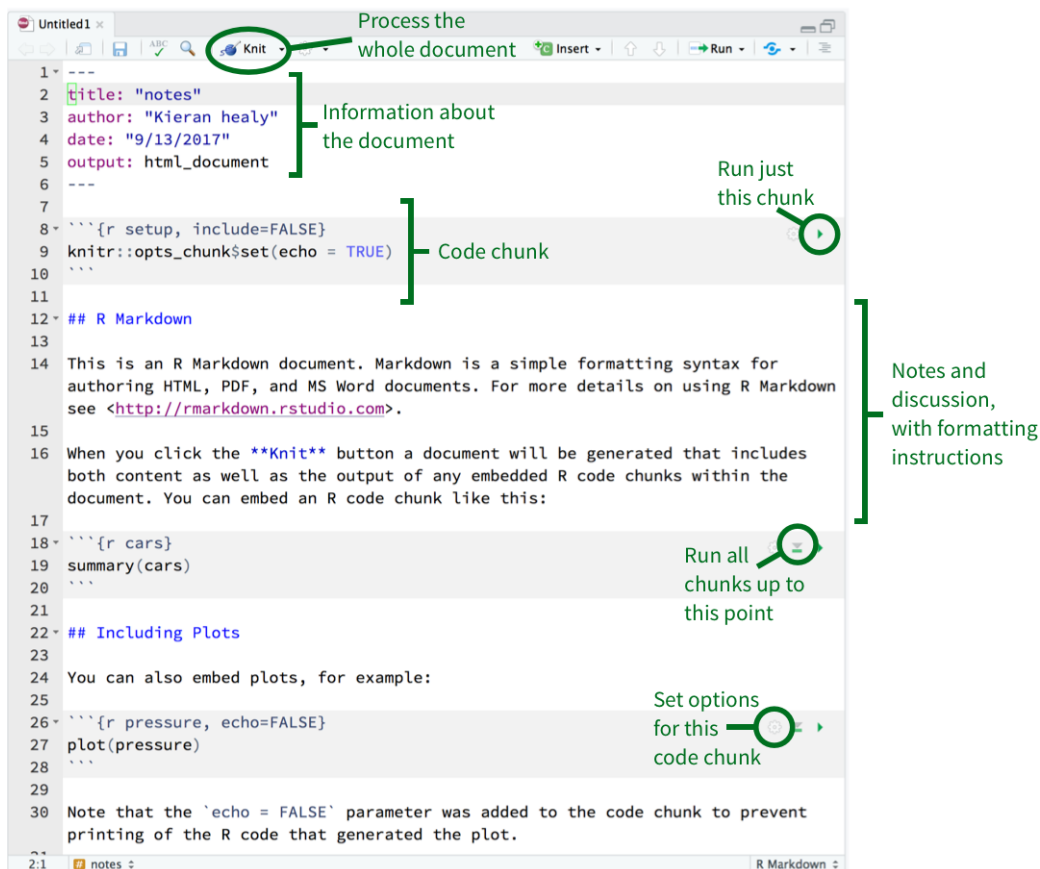 Untitled1 ×
Process the
whole document
ABC
Knit
Insert
Run
1 ---
2 title: "notes"
3 author: "Kieran healy"
4 date: "9/13/2017"
5 output: html_document
6 ---
Information about
the document
7
Run just
this chunk
8 ```{r setup, include=FALSE}
9 knitr::opts_chunk$set(echo = TRUE)
10 ```
Code chunk
11
12 ## R Markdown
13
14 This is an R Markdown document. Markdown is a simple formatting syntax for
authoring HTML, PDF, and MS Word documents. For more details on using R Markdown
see <http://rmarkdown.rstudio.com>.
15
16 When you click the **Knit** button a document will be generated that includes
both content as well as the output of any embedded R code chunks within the
document. You can embed an R code chunk like this:
Notes and
discussion,
with formatting
instructions
17
18 ```{r cars}
19 summary(cars)
20 ```
Run all
chunks up to
this point
21
22 ## Including Plots
23
24 You can also embed plots, for example:
25
26 ```{r pressure, echo=FALSE}
27 plot(pressure)
28 ```
Set options
for this
code chunk
29
30 Note that the `echo = FALSE` parameter was added to the code chunk to prevent
printing of the R code that generated the plot.
31
2:1 # notes R Markdown